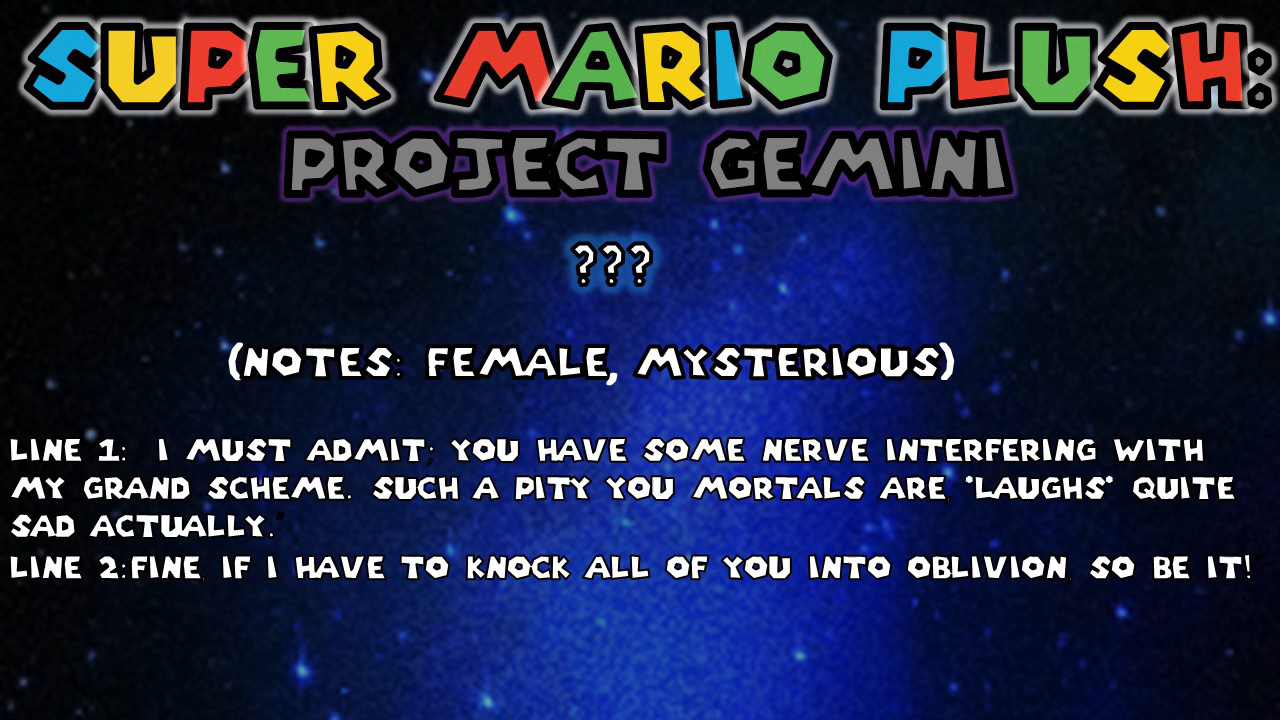 SUPER MARIO PLUSH:
PROJECT GEMINI
???
(NOTES: FEMALE, MYSTERIOUS)
LINE 1: I MUST ADMIT; YOU HAVE SOME NERVE INTERFERING WITH
MY GRAND SCHEME. SUCH A PITY YOU MORTALS ARE, *LAUGHS* QUITE
SAD ACTUALLY."
LINE 2:FINE, IF I HAVE TO KNOCK ALL OF YOU INTO OBLIVION, SO BE IT!